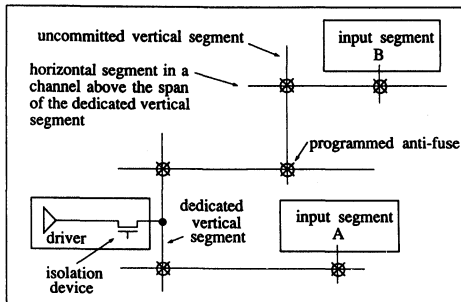 uncommitted vertical segment
input segment
B
horizontal segment in a
channel above the span
of the dedicated vertical
segment
programmed anti-fuse
dedicated
vertical
segment
driver
isolation
device
input segment
A